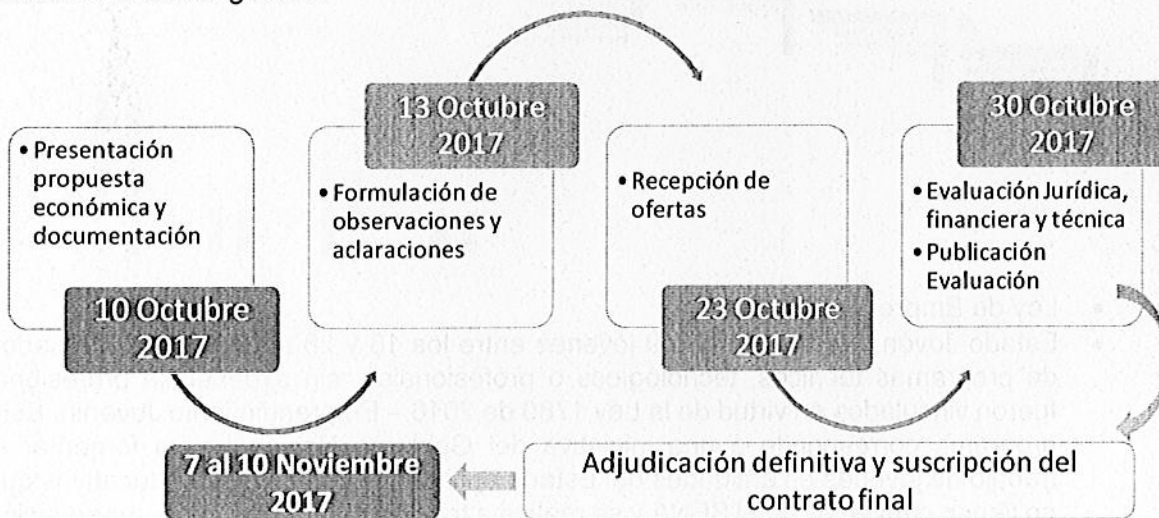 • Presentación
propuesta
económica y
documentación
10 Octubre
2017
13 Octubre
2017
• Formulación de
observaciones y
aclaraciones
• Recepción de
ofertas
23 Octubre
2017
30 Octubre
2017
• Evaluación Jurídica,
financiera y técnica
• Publicación
Evaluación
Adjudicación definitiva y suscripción del
contrato final
7 al 10 Noviembre
2017